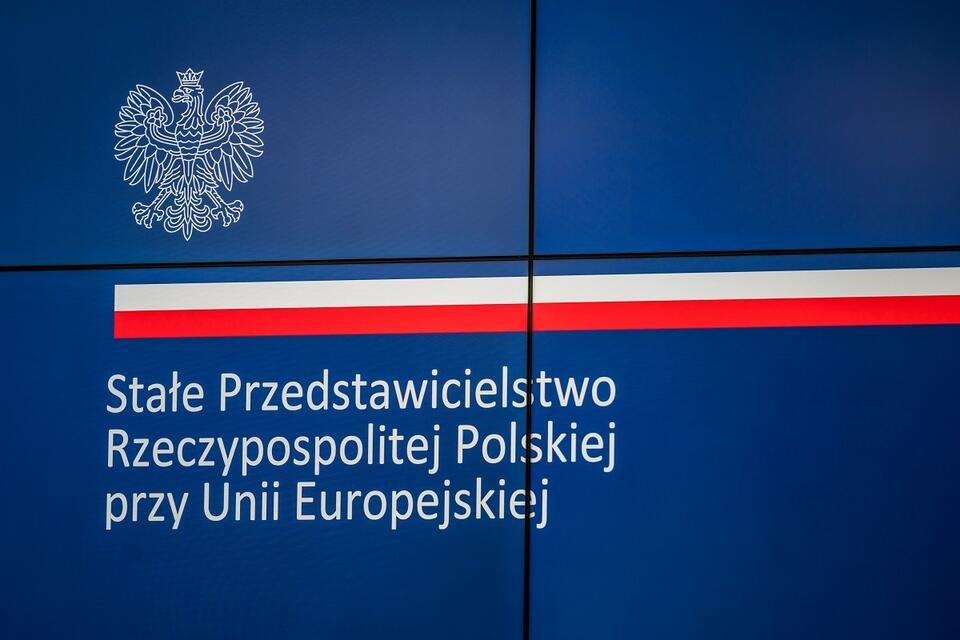 Stałe Przedstawicielstwo
Rzeczypospolitej Polskiej
przy Unii Europejskiej